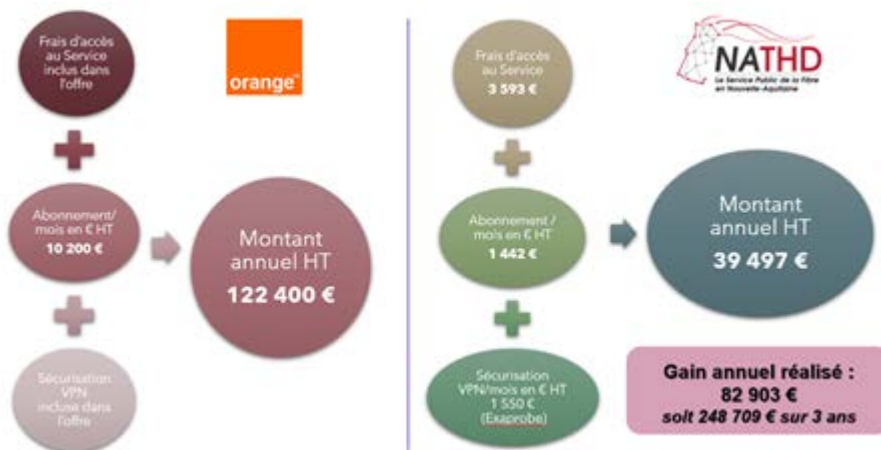 Frais d'accès
au Service
inclus dans
l'offre
orange™
Abonnement/
mois en € HT
10 200 €
Montant
annuel HT
122 400 €
Sécurisation
VPN
incluse dans
l'offre
Frais d'accès
au Service
3 593 €
NATHD
Le Service Public de la Fibre
en Nouvelle-Aquitaine
Abonnement /
mois en € HT
1 442 €
Montant
annuel HT
39 497 €
Sécurisation
VPN/mois en € HT
1 550 €
(Exaprobe)
Gain annuel réalisé :
82 903 €
soit 248 709 € sur 3 ans